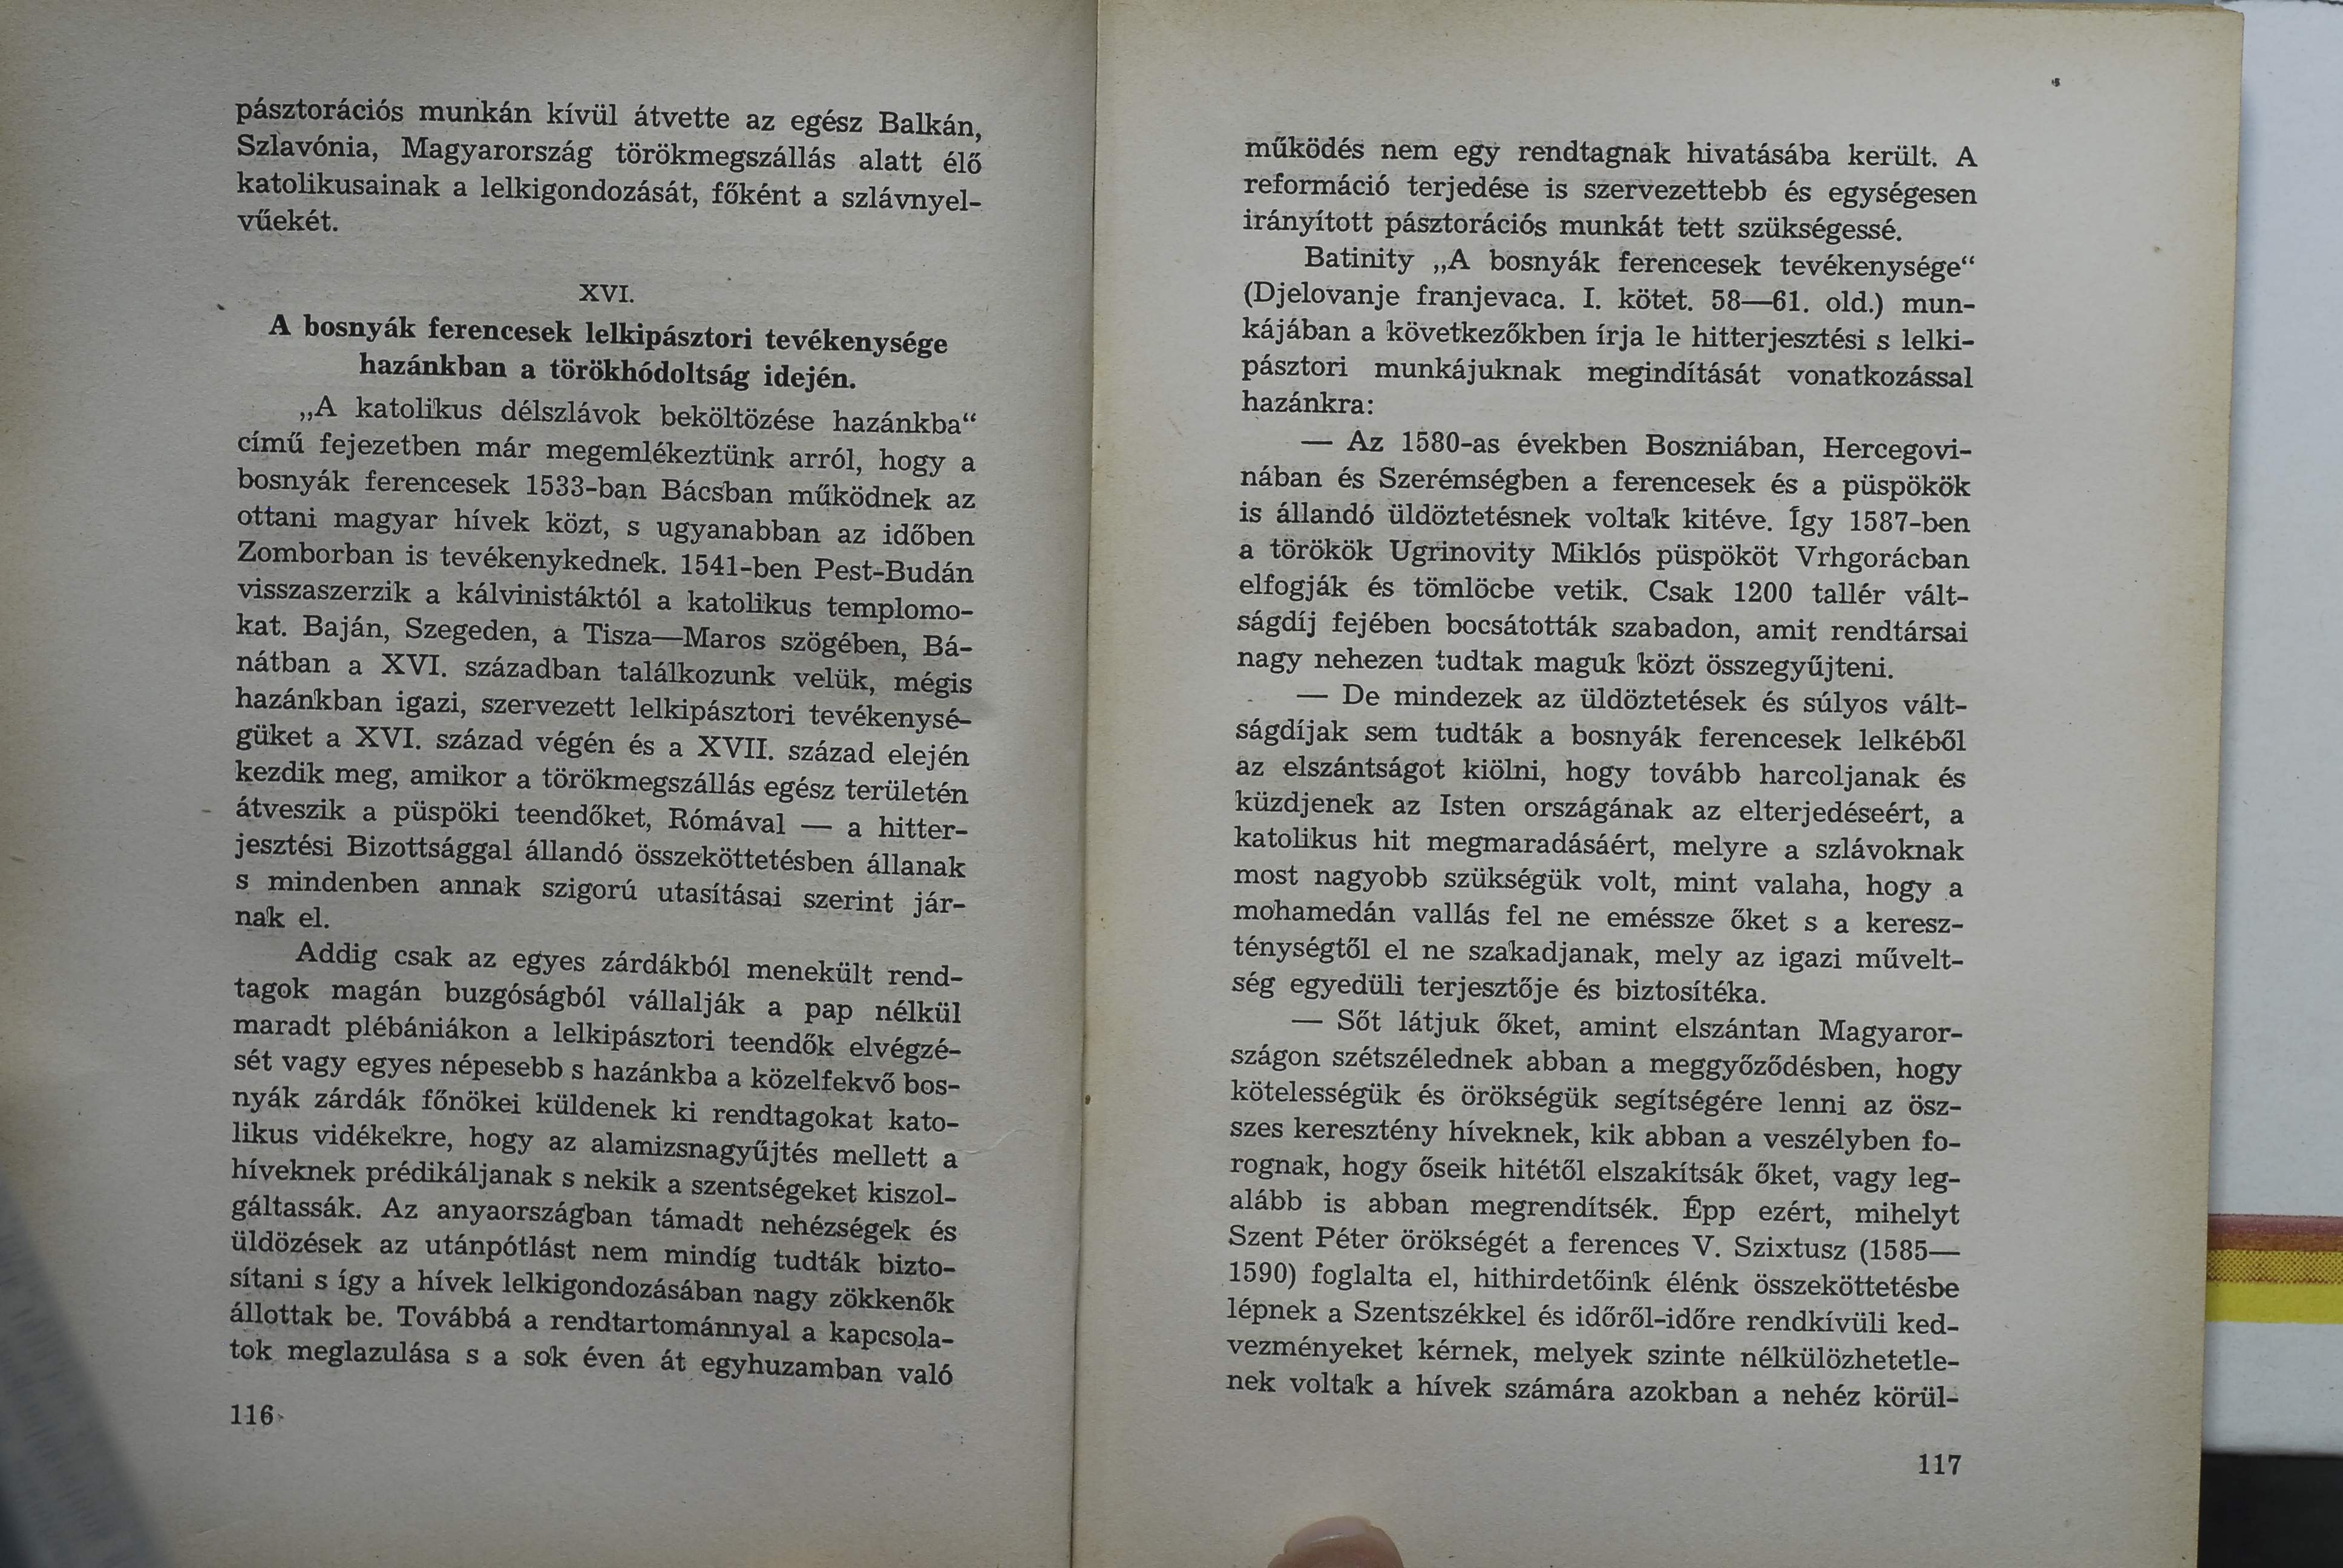 pásztorációs munkán kívül átvette az egész Balkán,
Szlavónia, Magyarország törökmegszállás alatt élő
katolikusainak a lelkigondozását, főként a szlávnyel-
vűekét.
XVI.
A bosnyák ferencesek lelkipásztori tevékenysége
hazánkban a törökhódoltság idején.
„A katolikus délszlávok beköltözése hazánkba“
című fejezetben már megemlékeztünk arról, hogy a
bosnyák ferencesek 1533-ban Bácsban működnek az
ottani magyar hívek közt, s ugyanabban az időben
Zomborban is tevékenykednek. 1541-ben Pest-Budán
visszaszerzik a kálvinistáktól a katolikus templomo-
kat. Baján, Szegeden, a Tisza—Maros szögében, Bá-
nátban a XVI. században találkozunk velük, mégis
hazánkban igazi, szervezett lelkipásztori tevékenysé-
güket a XVI. század végén és a XVII. század elején
kezdik meg, amikor a törökmegszállás egész területén
átveszik a püspöki teendőket, Rómával — a hitter-
jesztési Bizottsággal állandó összeköttetésben állanak
s mindenben annak szigorú utasításai szerint jár-
nak el.
Addig csak az egyes zárdákból menekült rend-
tagok magán buzgóságból vállalják a pap nélkül
maradt plébániákon a lelkipásztori teendők elvégzé-
sét vagy egyes népesebb s hazánkba a közelfekvő bos-
nyák zárdák főnökei küldenek ki rendtagokat kato-
likus vidékekre, hogy az alamizsnagyűjtés mellett a
híveknek prédikáljanak s nekik a szentségeket kiszol-
gáltassák. Az anyaországban támadt nehézségek és
üldözések az utánpótlást nem mindíg tudták bizto-
sítani s így a hívek lelkigondozásában nagy zökkenők
állottak be. Továbbá a rendtartománnyal a kapcsola-
tok meglazulása s a sok éven át egyhuzamban való
116
működés nem egy rendtagnak hivatásába került. A
reformáció terjedése is szervezettebb és egységesen
irányított pásztorációs munkát tett szükségessé.
Batinity „A bosnyák ferencesek tevékenysége“
(Djelovanje franjevaca. I. kötet. 58—61. old.) mun-
kájában a következőkben írja le hitterjesztési s lelki-
pásztori munkájuknak megindítását vonatkozással
hazánkra:
— Az 1580-as években Boszniában, Hercegovi-
nában és Szerémségben a ferencesek és a püspökök
is állandó üldöztetésnek voltak kitéve. Így 1587-ben
a törökök Ugrinovity Miklós püspököt Vrhgorácban
elfogják és tömlöcbe vetik. Csak 1200 tallér vált-
ságdíj fejében bocsátották szabadon, amit rendtársai
nagy nehezen tudtak maguk közt összegyűjteni.
— De mindezek az üldöztetések és súlyos vált-
ságdíjak sem tudták a bosnyák ferencesek lelkéből
az elszántságot kiölni, hogy tovább harcoljanak és
küzdjenek az Isten országának az elterjedéseért, a
katolikus hit megmaradásáért, melyre a szlávoknak
most nagyobb szükségük volt, mint valaha, hogy a
mohamedán vallás fel ne eméssze őket s a keresz-
ténységtől el ne szakadjanak, mely az igazi művelt-
ség egyedüli terjesztője és biztosítéka.
— Sőt látjuk őket, amint elszántan Magyaror-
szágon szétszélednek abban a meggyőződésben, hogy
kötelességük és örökségük segítségére lenni az ösz-
szes keresztény híveknek, kik abban a veszélyben fo-
rognak, hogy őseik hitétől elszakítsák őket, vagy leg-
alább is abban megrendítsék. Épp ezért, mihelyt
Szent Péter örökségét a ferences V. Szixtusz (1585—
1590) foglalta el, hithirdetőink élénk összeköttetésbe
lépnek a Szentszékkel és időről-időre rendkívüli ked-
vezményeket kérnek, melyek szinte nélkülözhetetle-
nek voltak a hívek számára azokban a nehéz körül-
117